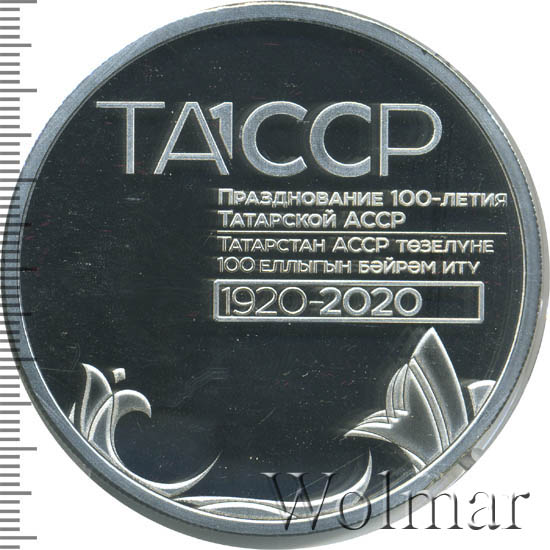 ТА1ССР
ПРАЗДНОВАНИЕ 100-ЛЕТИЯ
ТАТАРСКОЙ АССР
ТАТАРСТАН АССР ТӨЗЕЛҮНЕ
100 ЕЛЛЫГЫН БӘЙРӘМ ИТҮ
1920-2020
Wolmar